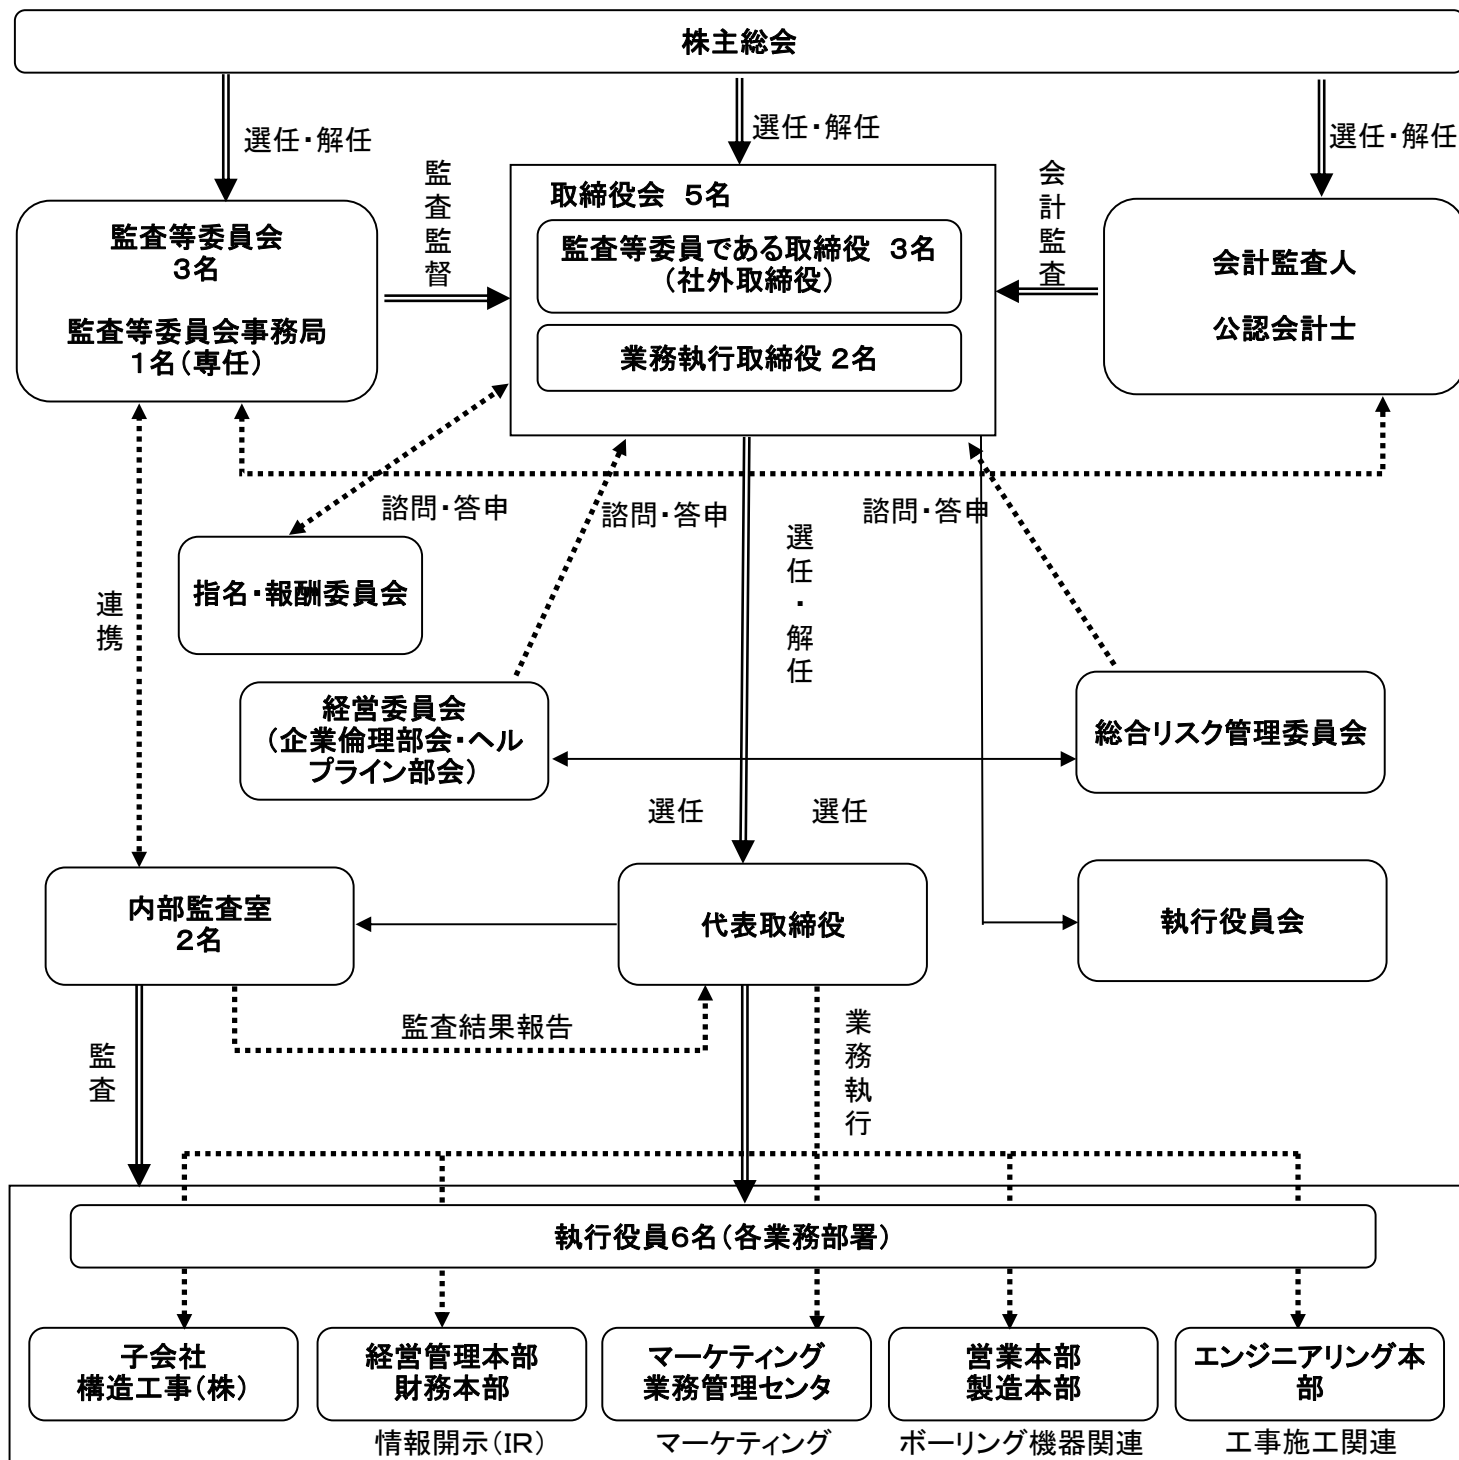 株主総会
選任・解任
選任・解任
選任・解任
監査監督
会計監査
取締役会 5名
監査等委員である取締役 3名
（社外取締役）
業務執行取締役 2名
監査等委員会
3名
監査等委員会事務局
1名（専任）
会計監査人
公認会計士
諮問・答申
諮問・答申
諮問・答申
選任・解任
連携
指名・報酬委員会
経営委員会
（企業倫理部会・ヘル
プライン部会）
総合リスク管理委員会
選任
選任
内部監査室
2名
代表取締役
執行役員会
監査結果報告
監査
業務執行
執行役員6名（各業務部署）
子会社
構造工事（株）
経営管理本部
財務本部
マーケティング
業務管理センタ
営業本部
製造本部
エンジニアリング本
部
情報開示（IR）
マーケティング
ボーリング機器関連
工事施工関連